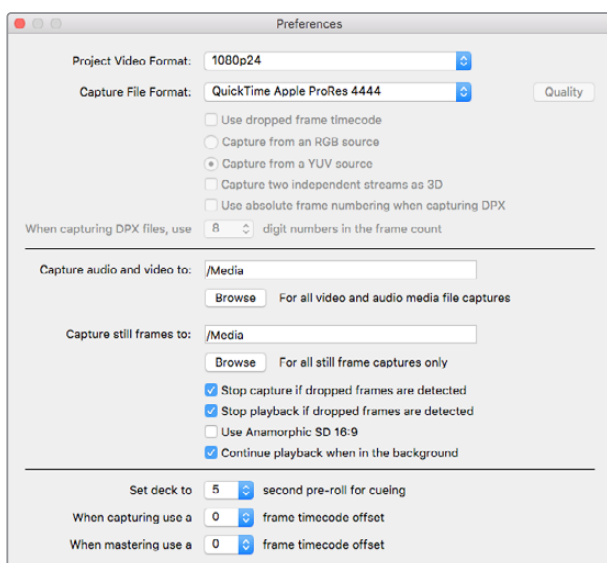 Preferences
Project Video Format: 1080p24
Capture File Format: QuickTime Apple ProRes 4444 Quality
Use dropped frame timecode
Capture from an RGB source
Capture from a YUV source
Capture two independent streams as 3D
Use absolute frame numbering when capturing DPX
When capturing DPX files, use 8 digit numbers in the frame count
Capture audio and video to: /Media
Browse For all video and audio media file captures
Capture still frames to: /Media
Browse For all still frame captures only
Stop capture if dropped frames are detected
Stop playback if dropped frames are detected
Use Anamorphic SD 16:9
Continue playback when in the background
Set deck to 5 second pre-roll for cueing
When capturing use a 0 frame timecode offset
When mastering use a 0 frame timecode offset